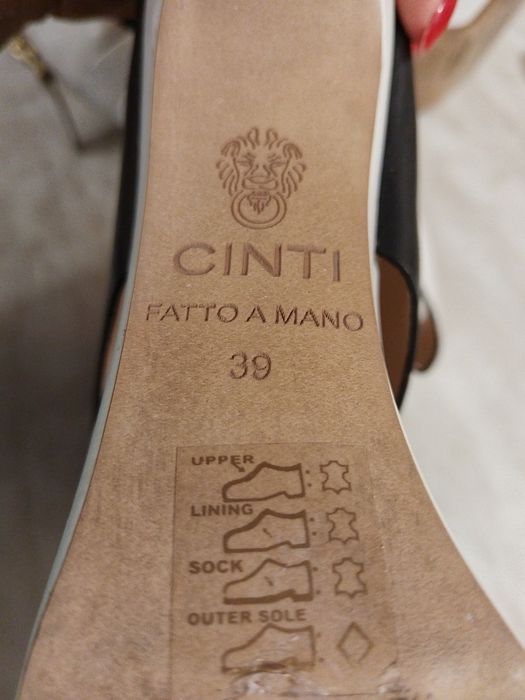 CINTI
FATTO A MANO
39
UPPER
LINING
SOCK
OUTER SOLE